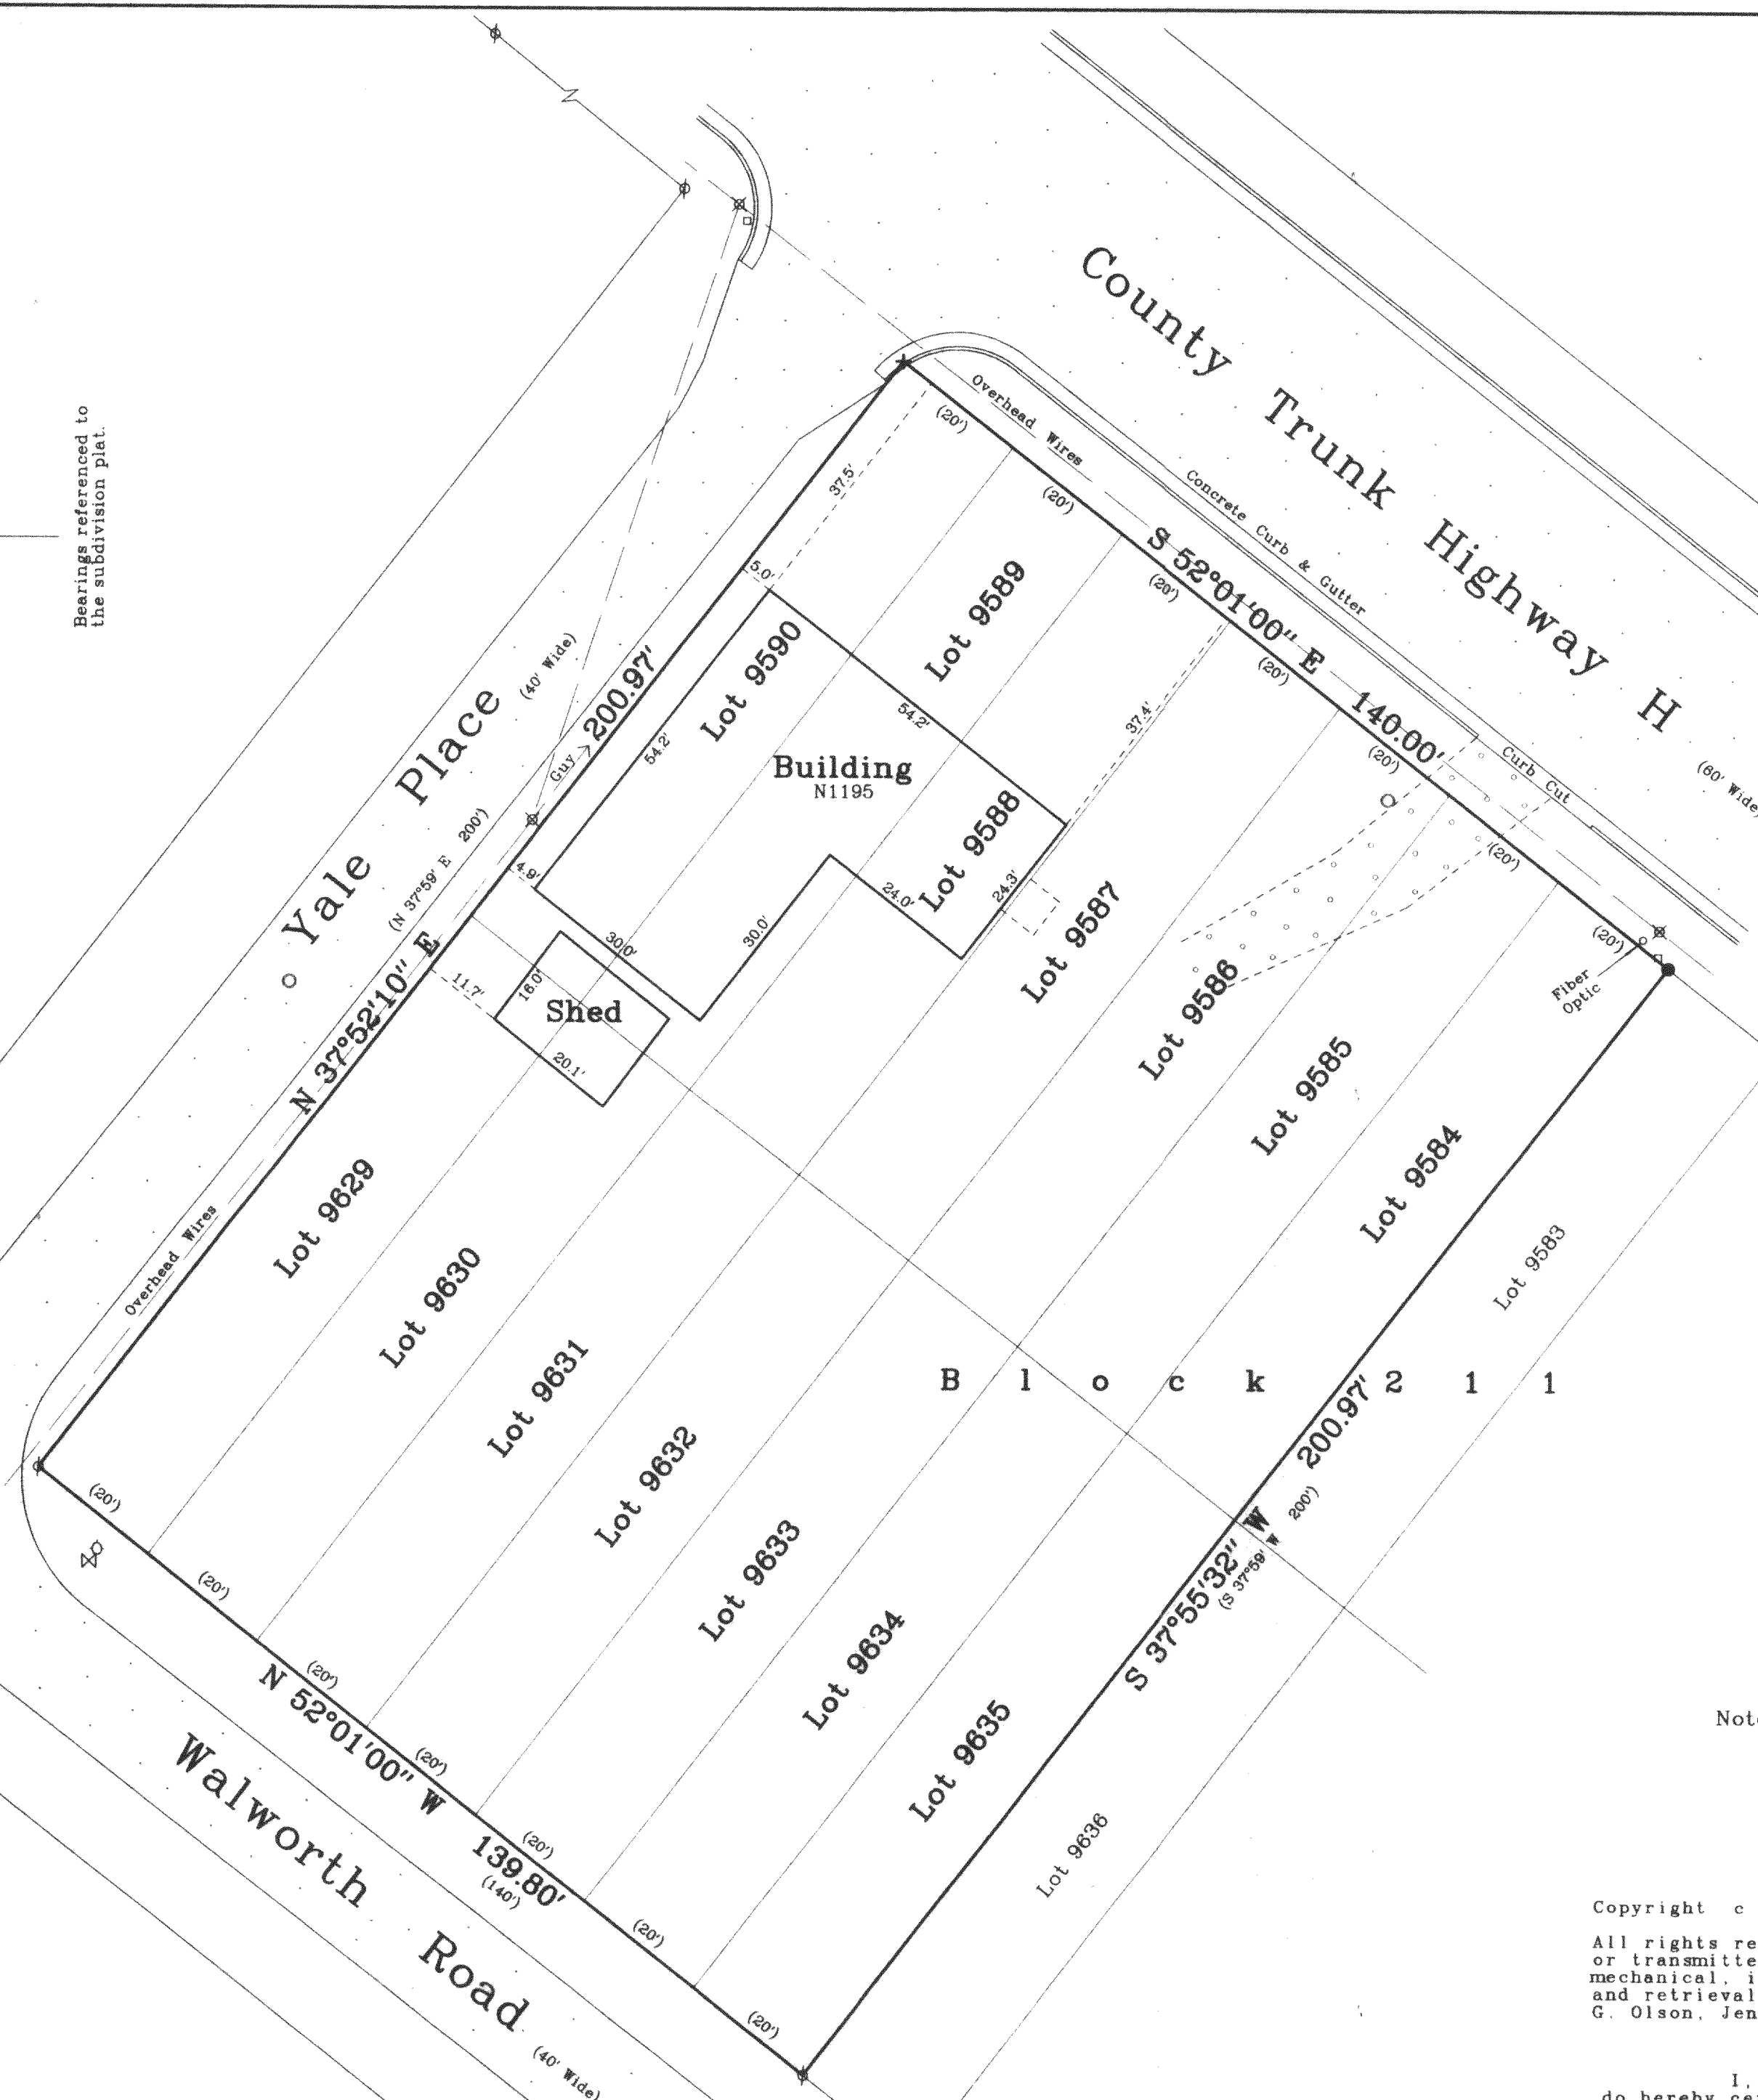 Bearings referenced to
the subdivision plat.
County Trunk Highway H
(60' Wide)
Overhead Wires
Concrete Curb & Gutter
Curb Cut
S 52°01'00" E 140.00'
(20')
(20')
(20')
(20')
(20')
(20')
(20')
Fiber
Optic
Yale Place
(40' Wide)
N 37°52'10" E 200.97'
(N 37°59' E 200')
Guy
Overhead Wires
37.5'
5.0'
37.4'
54.2'
54.2'
Building
N1195
24.3'
24.0'
30.0'
30.0'
4.9'
11.7'
16.0'
Shed
20.1'
Lot 9590
Lot 9589
Lot 9588
Lot 9587
Lot 9586
Lot 9585
Lot 9584
Lot 9583
Lot 9629
Lot 9630
Lot 9631
Lot 9632
Lot 9633
Lot 9634
Lot 9635
Lot 9636
Block 211
S 37°55'32" W 200.97'
(S 37°59' W 200')
(20')
(20')
(20')
(20')
(20')
(20')
(20')
N 52°01'00" W 139.80'
(140')
Walworth Road
(40' Wide)
Copyright c
All rights re
or transmitte
mechanical, i
and retrieval
G. Olson, Jen
I,
do hereby cer